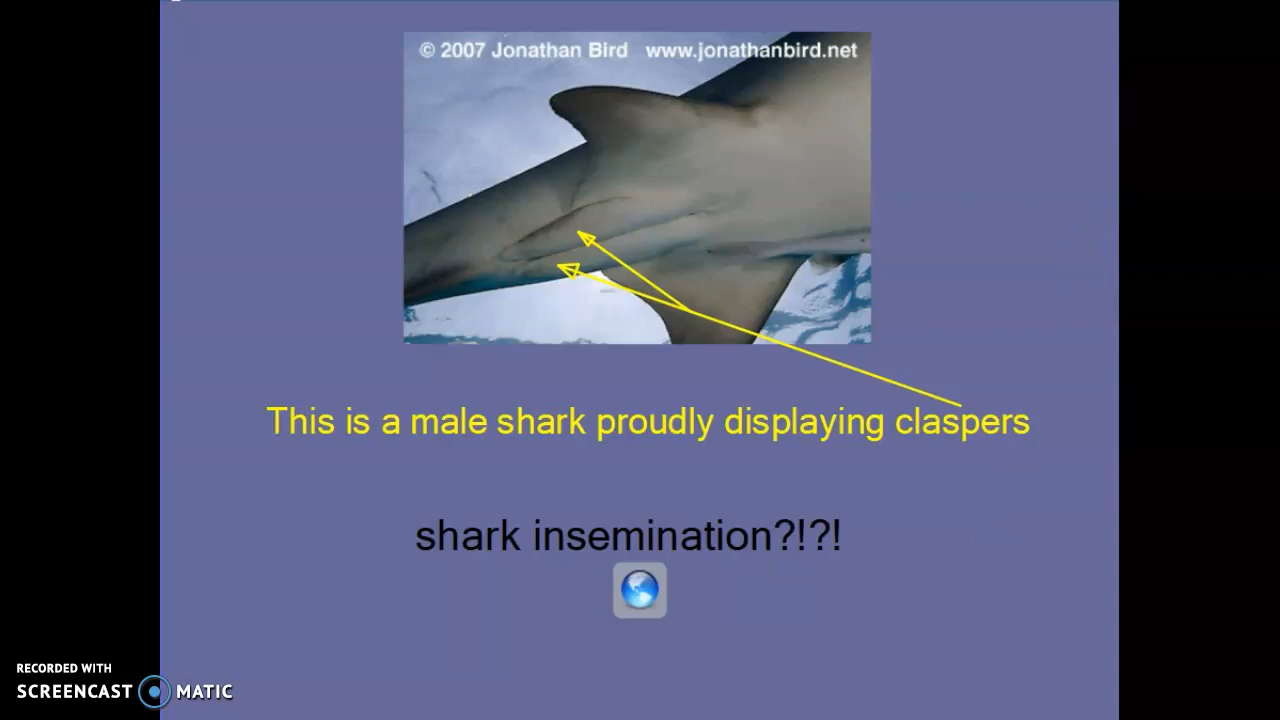 © 2007 Jonathan Bird www.jonathanbird.net
This is a male shark proudly displaying claspers
shark insemination?!?!
RECORDED WITH
SCREENCAST MATIC